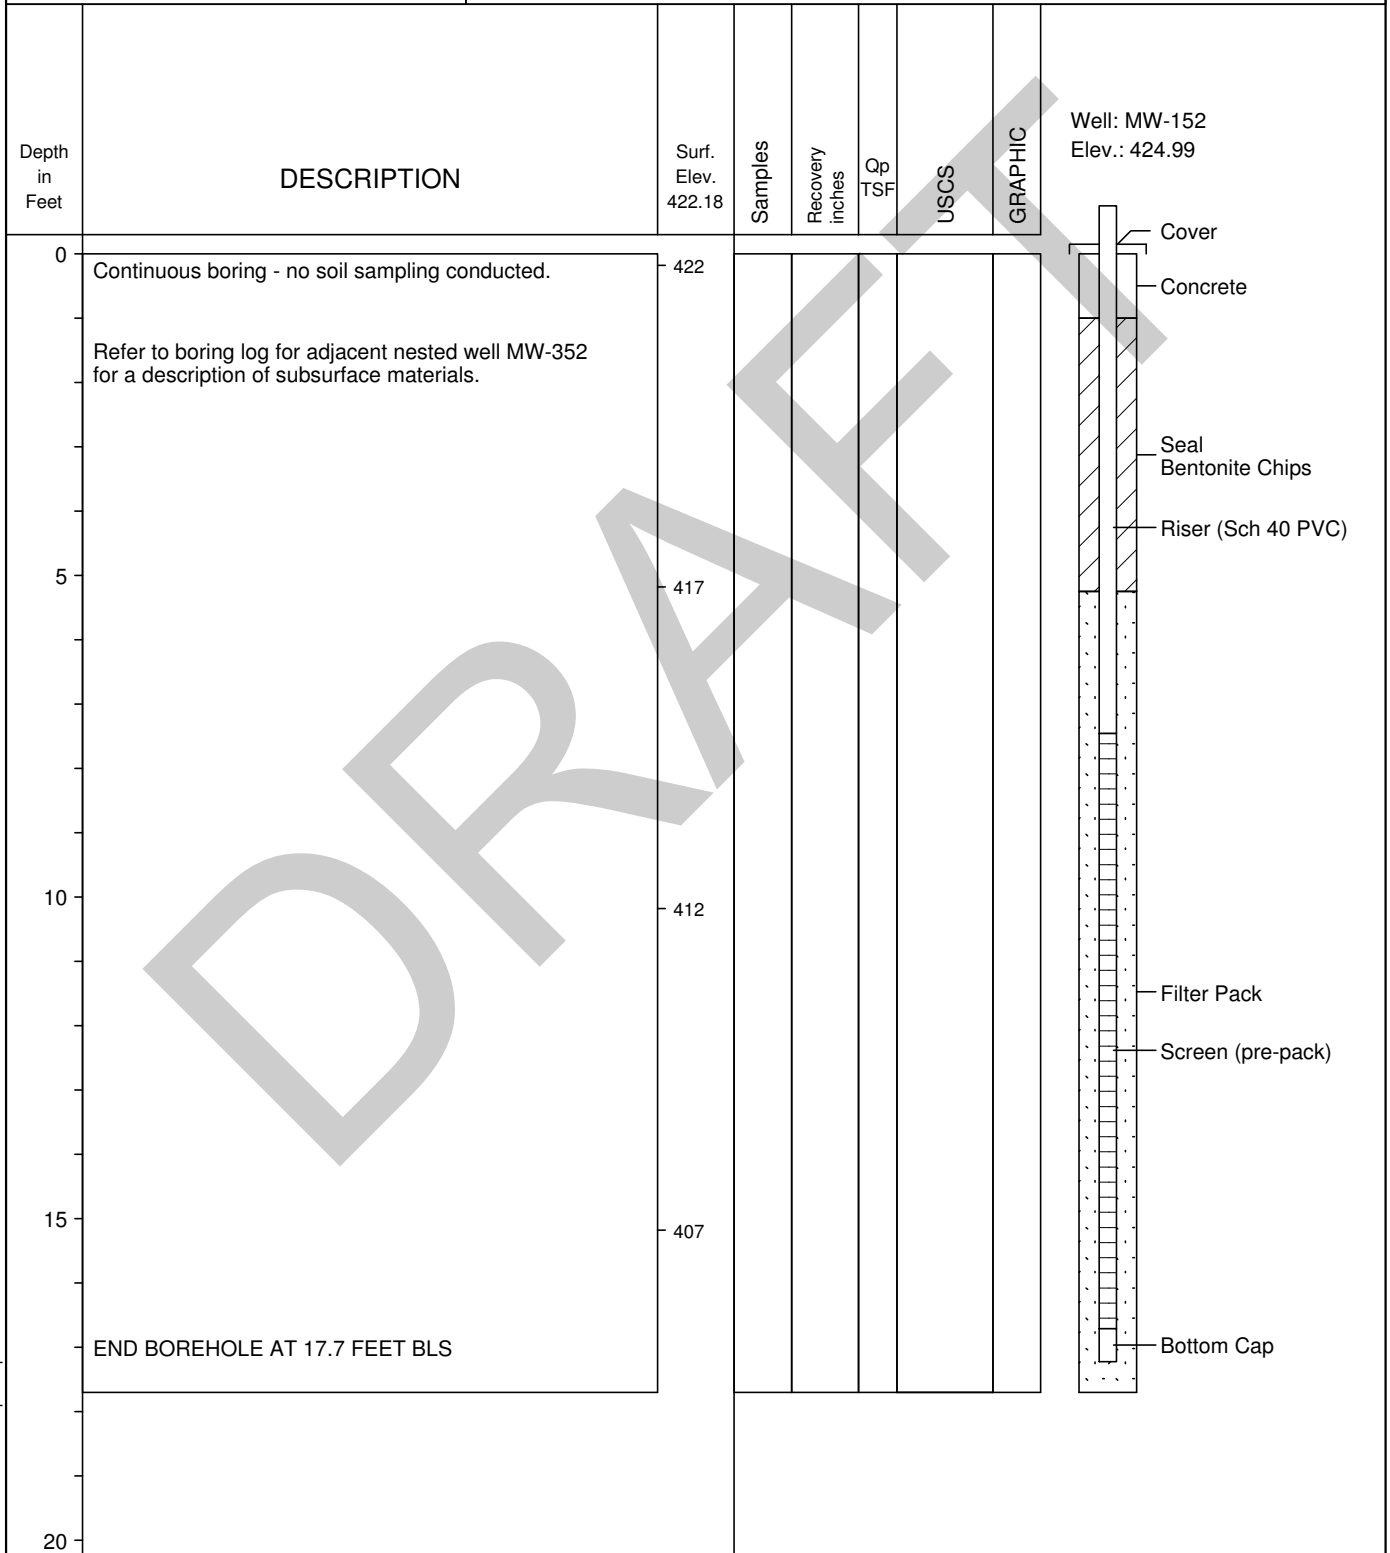 Depth
in
Feet
DESCRIPTION
Surf.
Elev.
422.18
Samples
Recovery
inches
Qp
TSF
USCS
GRAPHIC
Well: MW-152
Elev.: 424.99
Cover
0
Continuous boring - no soil sampling conducted.
422
Concrete
Refer to boring log for adjacent nested well MW-352
for a description of subsurface materials.
Seal
Bentonite Chips
Riser (Sch 40 PVC)
5
417
10
412
Filter Pack
Screen (pre-pack)
15
407
END BOREHOLE AT 17.7 FEET BLS
Bottom Cap
20
DRAFT